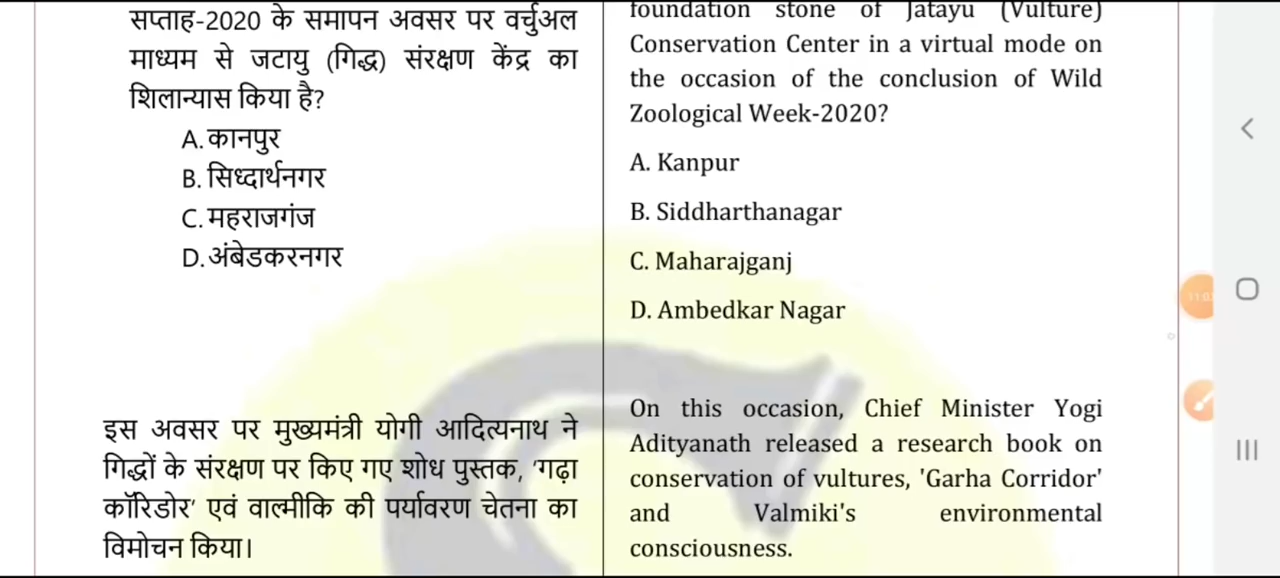 सप्ताह-2020 के समापन अवसर पर वर्चुअल
माध्यम से जटायु (गिद्ध) संरक्षण केंद्र का
शिलान्यास किया है?
A. कानपुर
B. सिध्दार्थनगर
C. महराजगंज
D. अंबेडकरनगर
इस अवसर पर मुख्यमंत्री योगी आदित्यनाथ ने
गिद्धों के संरक्षण पर किए गए शोध पुस्तक, ‘गढ़ा
कॉरिडोर’ एवं वाल्मीकि की पर्यावरण चेतना का
विमोचन किया।
foundation stone of Jatayu (Vulture)
Conservation Center in a virtual mode on
the occasion of the conclusion of Wild
Zoological Week-2020?
A. Kanpur
B. Siddharthanagar
C. Maharajganj
D. Ambedkar Nagar
On this occasion, Chief Minister Yogi
Adityanath released a research book on
conservation of vultures, 'Garha Corridor'
and Valmiki's environmental
consciousness.